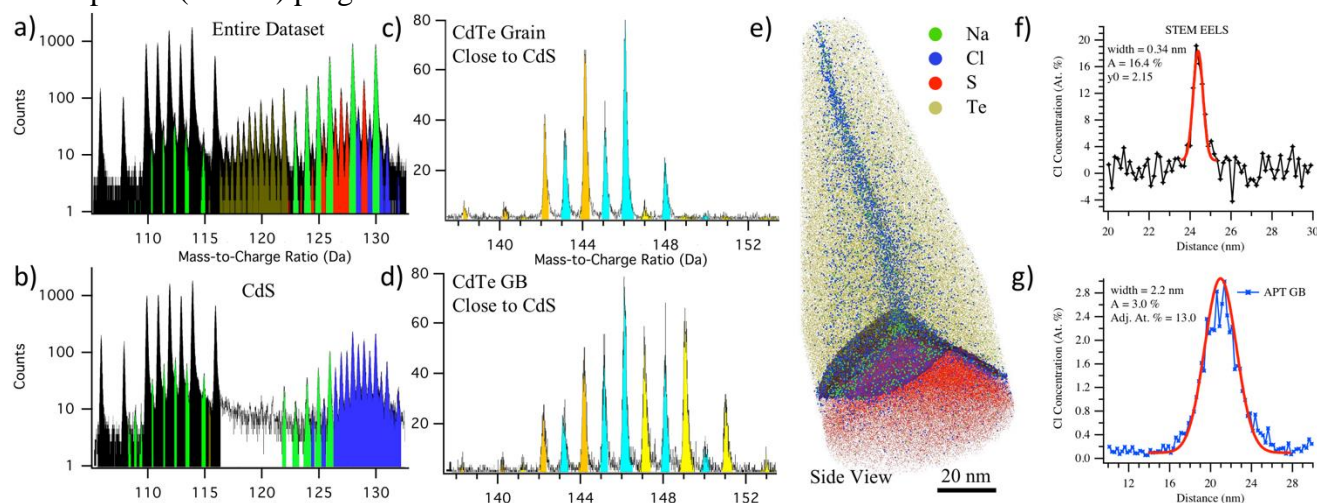 a)
Entire Dataset
1000
100
10
1
Counts
110
115
120
125
130
Mass-to-Charge Ratio (Da)
b)
CdS
1000
100
10
1
Counts
110
115
120
125
130
c)
CdTe Grain
Close to CdS
80
60
40
20
140
144
148
152
Mass-to-Charge Ratio (Da)
d)
CdTe GB
Close to CdS
80
60
40
20
140
144
148
152
e)
Na
Cl
S
Te
Side View
20 nm
f)
STEM EELS
width = 0.34 nm
A = 16.4 %
y0 = 2.15
Cl Concentration (At. %)
20
16
12
8
4
0
-4
20
22
24
26
28
30
Distance (nm)
g)
width = 2.2 nm
A = 3.0 %
Adj. At. % = 13.0
APT GB
Cl Concentration (At. %)
2.8
2.4
2.0
1.6
1.2
0.8
0.4
0.0
12
16
20
24
28
Distance (nm)